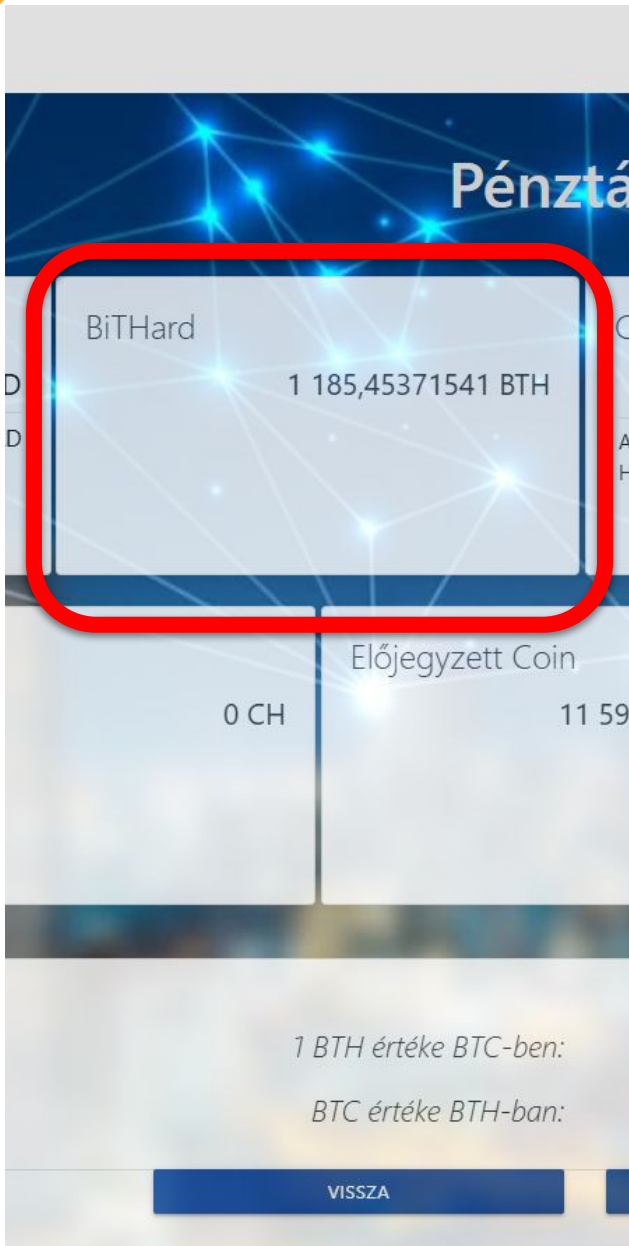 Pénztá
BiTHard
1 185,45371541 BTH
D
D
C
A
H
0 CH
Előjegyzett Coin
11 59
1 BTH értéke BTC-ben:
BTC értéke BTH-ban:
VISSZA